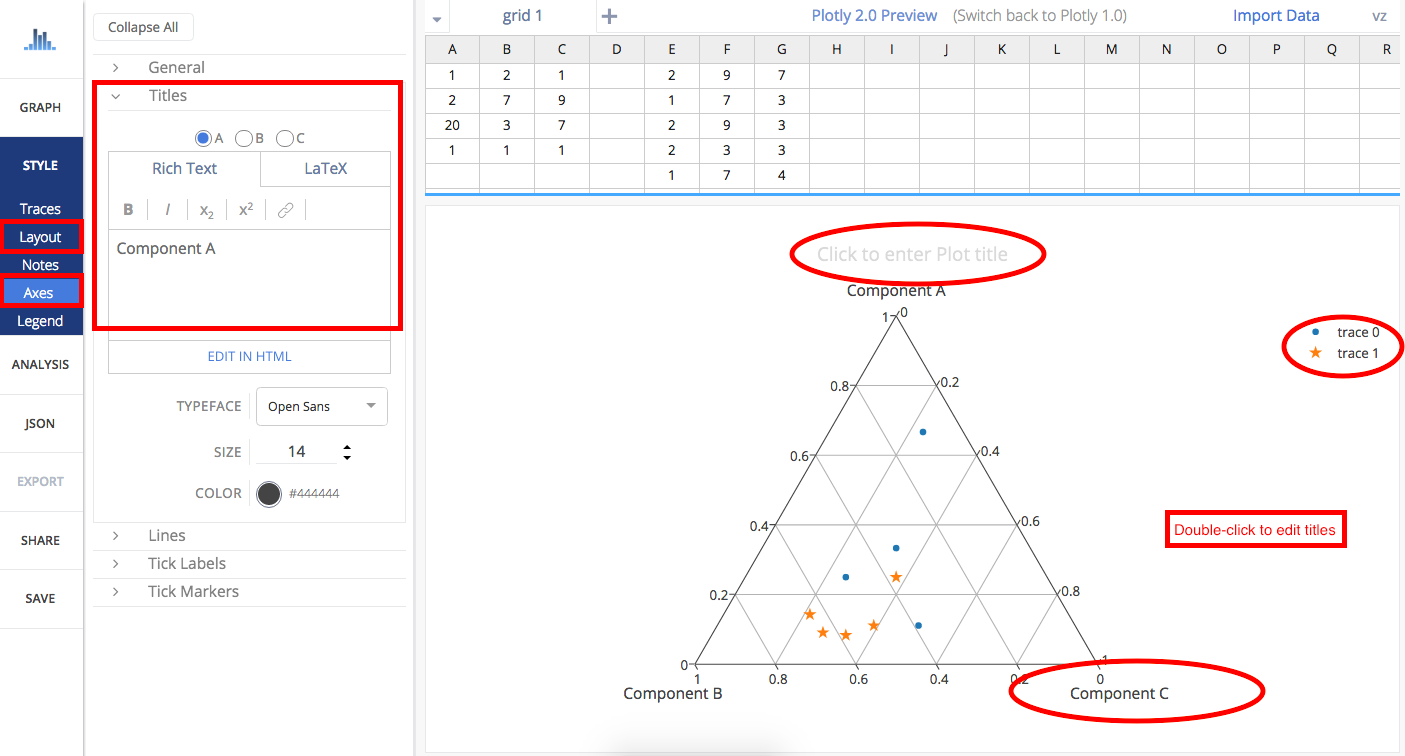 Collapse All
General
Titles
A B C
Rich Text LaTeX
B I x2 x2
Component A
EDIT IN HTML
TYPEFACE Open Sans
SIZE 14
COLOR #444444
Lines
Tick Labels
Tick Markers
GRAPH
STYLE
Traces
Layout
Notes
Axes
Legend
ANALYSIS
JSON
EXPORT
SHARE
SAVE
grid 1 + Plotly 2.0 Preview (Switch back to Plotly 1.0) Import Data vz
A B C D E F G H I J K L M N O P Q R
1 2 1 2 9 7
2 7 9 1 7 3
20 3 7 2 9 3
1 1 1 2 3 3
1 7 4
Click to enter Plot title
Component A
1 0
trace 0
trace 1
0.8 0.2
0.6 0.4
0.4 0.6
Double-click to edit titles
0.2 0.8
0 1
1 0.8 0.6 0.4 0.2 0
Component B Component C